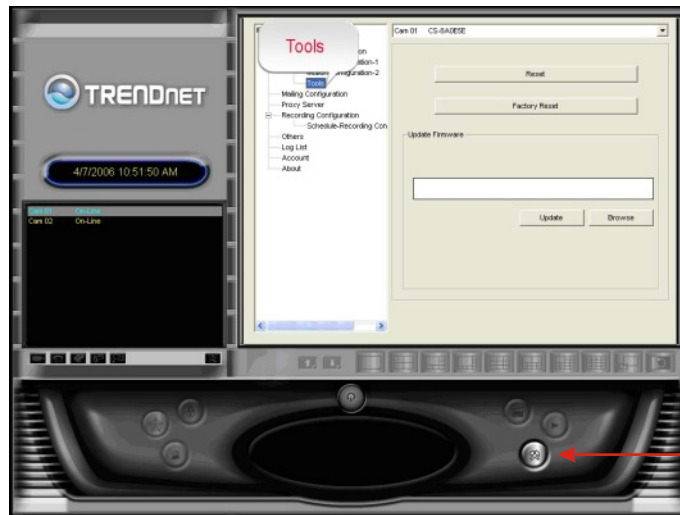 TRENDNET
4/7/2006 10:51:50 AM
Cam 01 On-Line
Cam 02 On-Line
Tools
Tools
Mailing Configuration
Proxy Server
Recording Configuration
Schedule-Recording Con
Others
Log List
Account
About
Cam 01
Reset
Factory Reset
Update Firmware
Update Browse